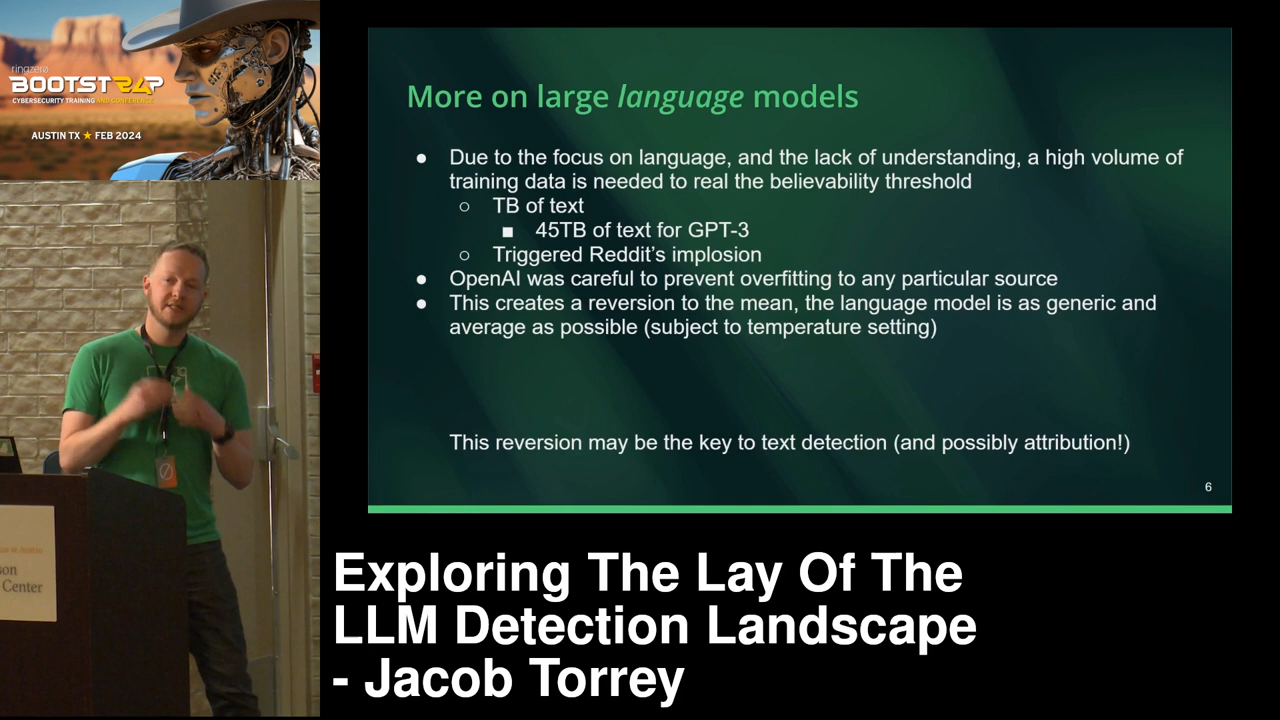 ringzerø
BOOTSTR24P
CYBERSECURITY TRAINING AND CONFERENCE
AUSTIN TX ★ FEB 2024
More on large language models
● Due to the focus on language, and the lack of understanding, a high volume of
training data is needed to real the believability threshold
○ TB of text
■ 45TB of text for GPT-3
○ Triggered Reddit's implosion
● OpenAI was careful to prevent overfitting to any particular source
● This creates a reversion to the mean, the language model is as generic and
average as possible (subject to temperature setting)
This reversion may be the key to text detection (and possibly attribution!)
6
Center
Exploring The Lay Of The
LLM Detection Landscape
- Jacob Torrey